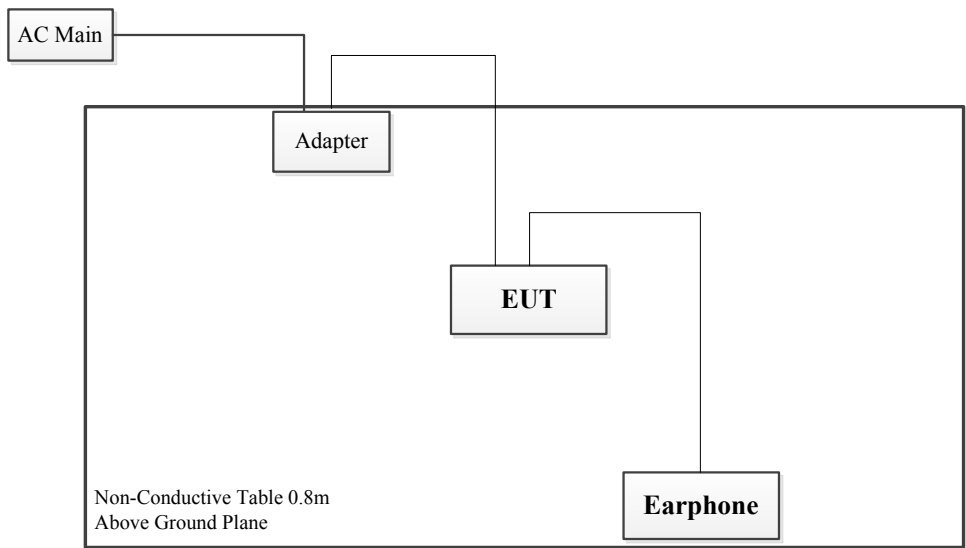 AC Main
Adapter
EUT
Earphone
Non-Conductive Table 0.8m
Above Ground Plane